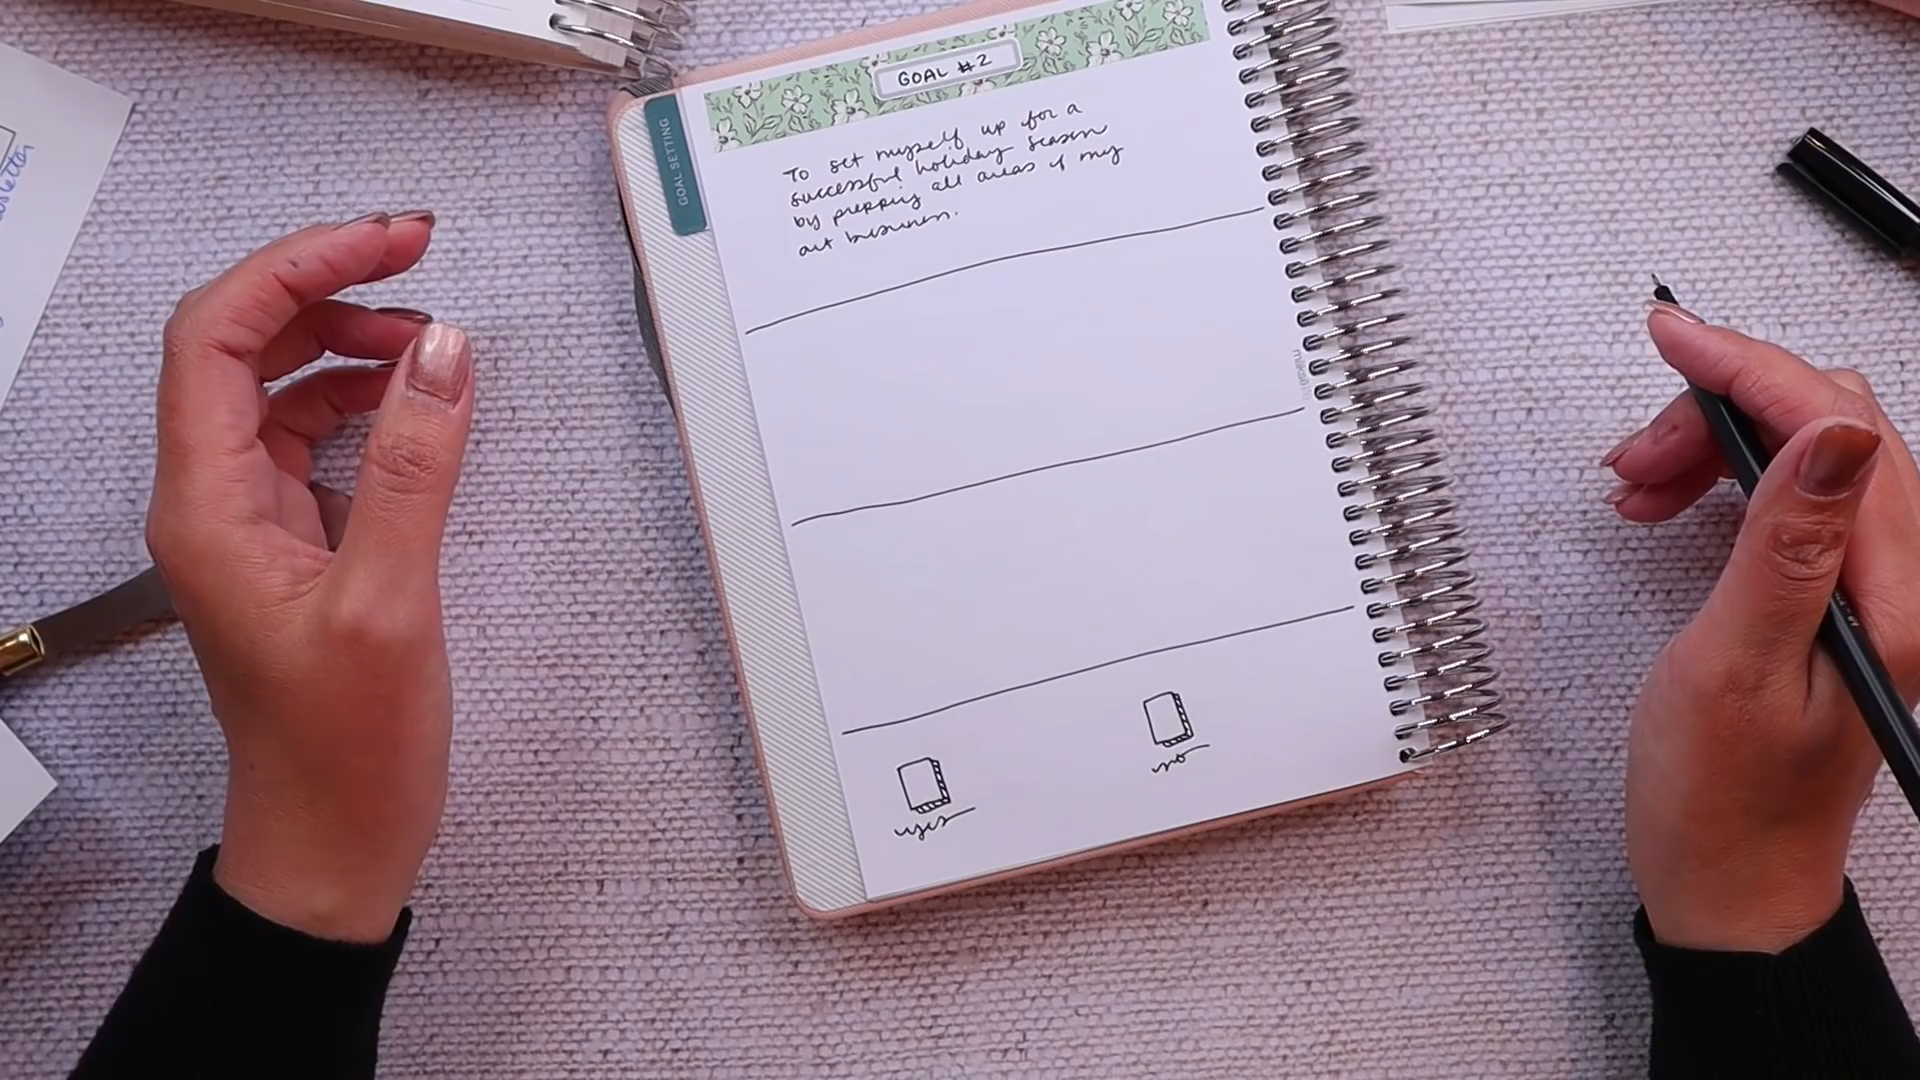 GOAL SETTING
GOAL #2
To set myself up for a
successful holiday season
by prepping all areas of my
art business.
yes
no